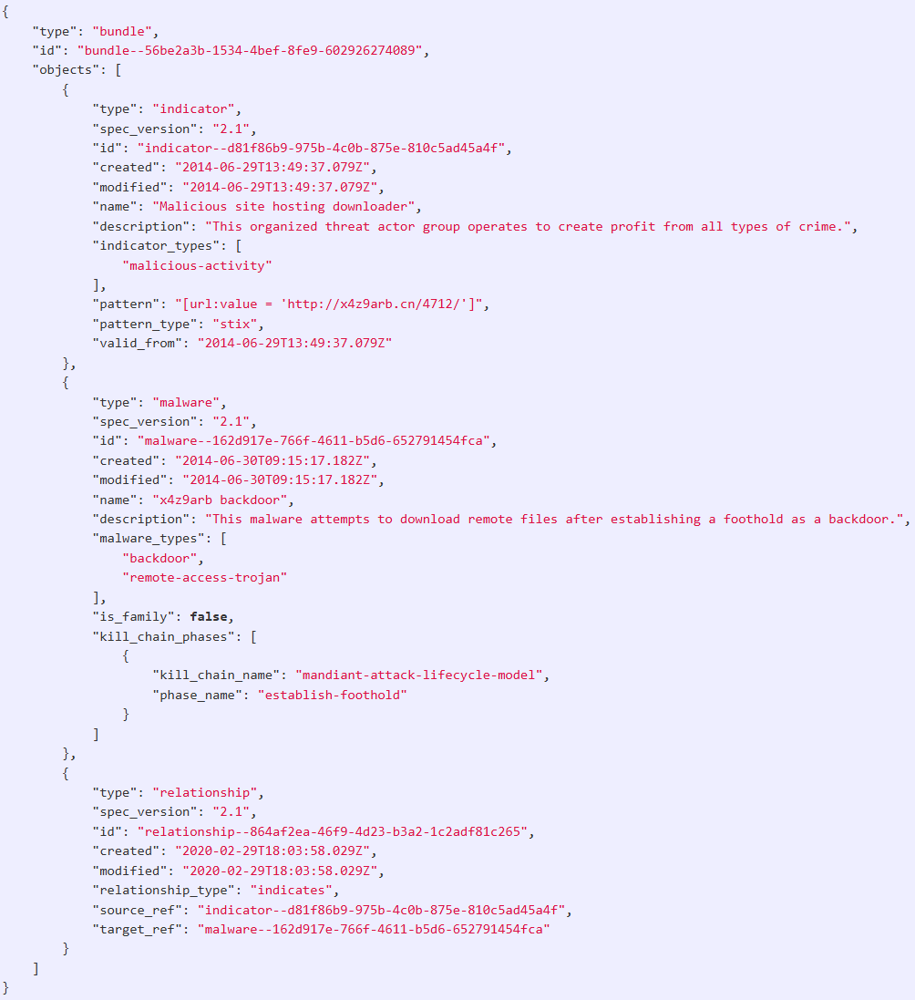 {
    "type": "bundle",
    "id": "bundle--56be2a3b-1534-4bef-8fe9-602926274089",
    "objects": [
        {
            "type": "indicator",
            "spec_version": "2.1",
            "id": "indicator--d81f86b9-975b-4c0b-875e-810c5ad45a4f",
            "created": "2014-06-29T13:49:37.079Z",
            "modified": "2014-06-29T13:49:37.079Z",
            "name": "Malicious site hosting downloader",
            "description": "This organized threat actor group operates to create profit from all types of crime.",
            "indicator_types": [
                "malicious-activity"
            ],
            "pattern": "[url:value = 'http://x4z9arb.cn/4712/']",
            "pattern_type": "stix",
            "valid_from": "2014-06-29T13:49:37.079Z"
        },
        {
            "type": "malware",
            "spec_version": "2.1",
            "id": "malware--162d917e-766f-4611-b5d6-652791454fca",
            "created": "2014-06-30T09:15:17.182Z",
            "modified": "2014-06-30T09:15:17.182Z",
            "name": "x4z9arb backdoor",
            "description": "This malware attempts to download remote files after establishing a foothold as a backdoor.",
            "malware_types": [
                "backdoor",
                "remote-access-trojan"
            ],
            "is_family": false,
            "kill_chain_phases": [
                {
                    "kill_chain_name": "mandiant-attack-lifecycle-model",
                    "phase_name": "establish-foothold"
                }
            ]
        },
        {
            "type": "relationship",
            "spec_version": "2.1",
            "id": "relationship--864af2ea-46f9-4d23-b3a2-1c2adf81c265",
            "created": "2020-02-29T18:03:58.029Z",
            "modified": "2020-02-29T18:03:58.029Z",
            "relationship_type": "indicates",
            "source_ref": "indicator--d81f86b9-975b-4c0b-875e-810c5ad45a4f",
            "target_ref": "malware--162d917e-766f-4611-b5d6-652791454fca"
        }
    ]
}